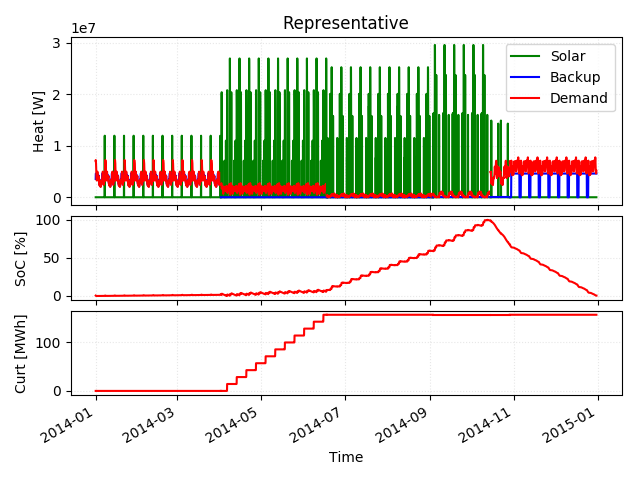 Representative
1e7
Heat [W]
3
2
1
0
Solar
Backup
Demand
SoC [%]
100
50
0
Curt [MWh]
100
0
2014-01
2014-03
2014-05
2014-07
2014-09
2014-11
2015-01
Time